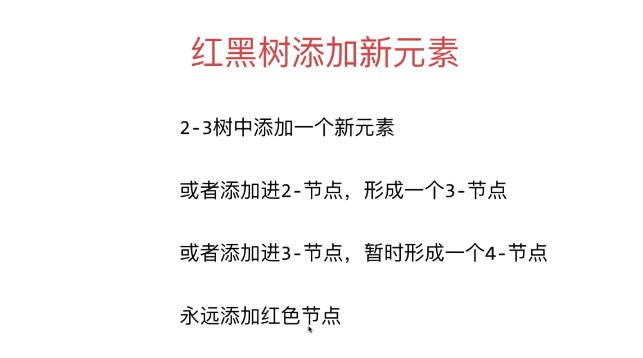 红黑树添加新元素
2-3树中添加一个新元素
或者添加进2-节点，形成一个3-节点
或者添加进3-节点，暂时形成一个4-节点
永远添加红色节点